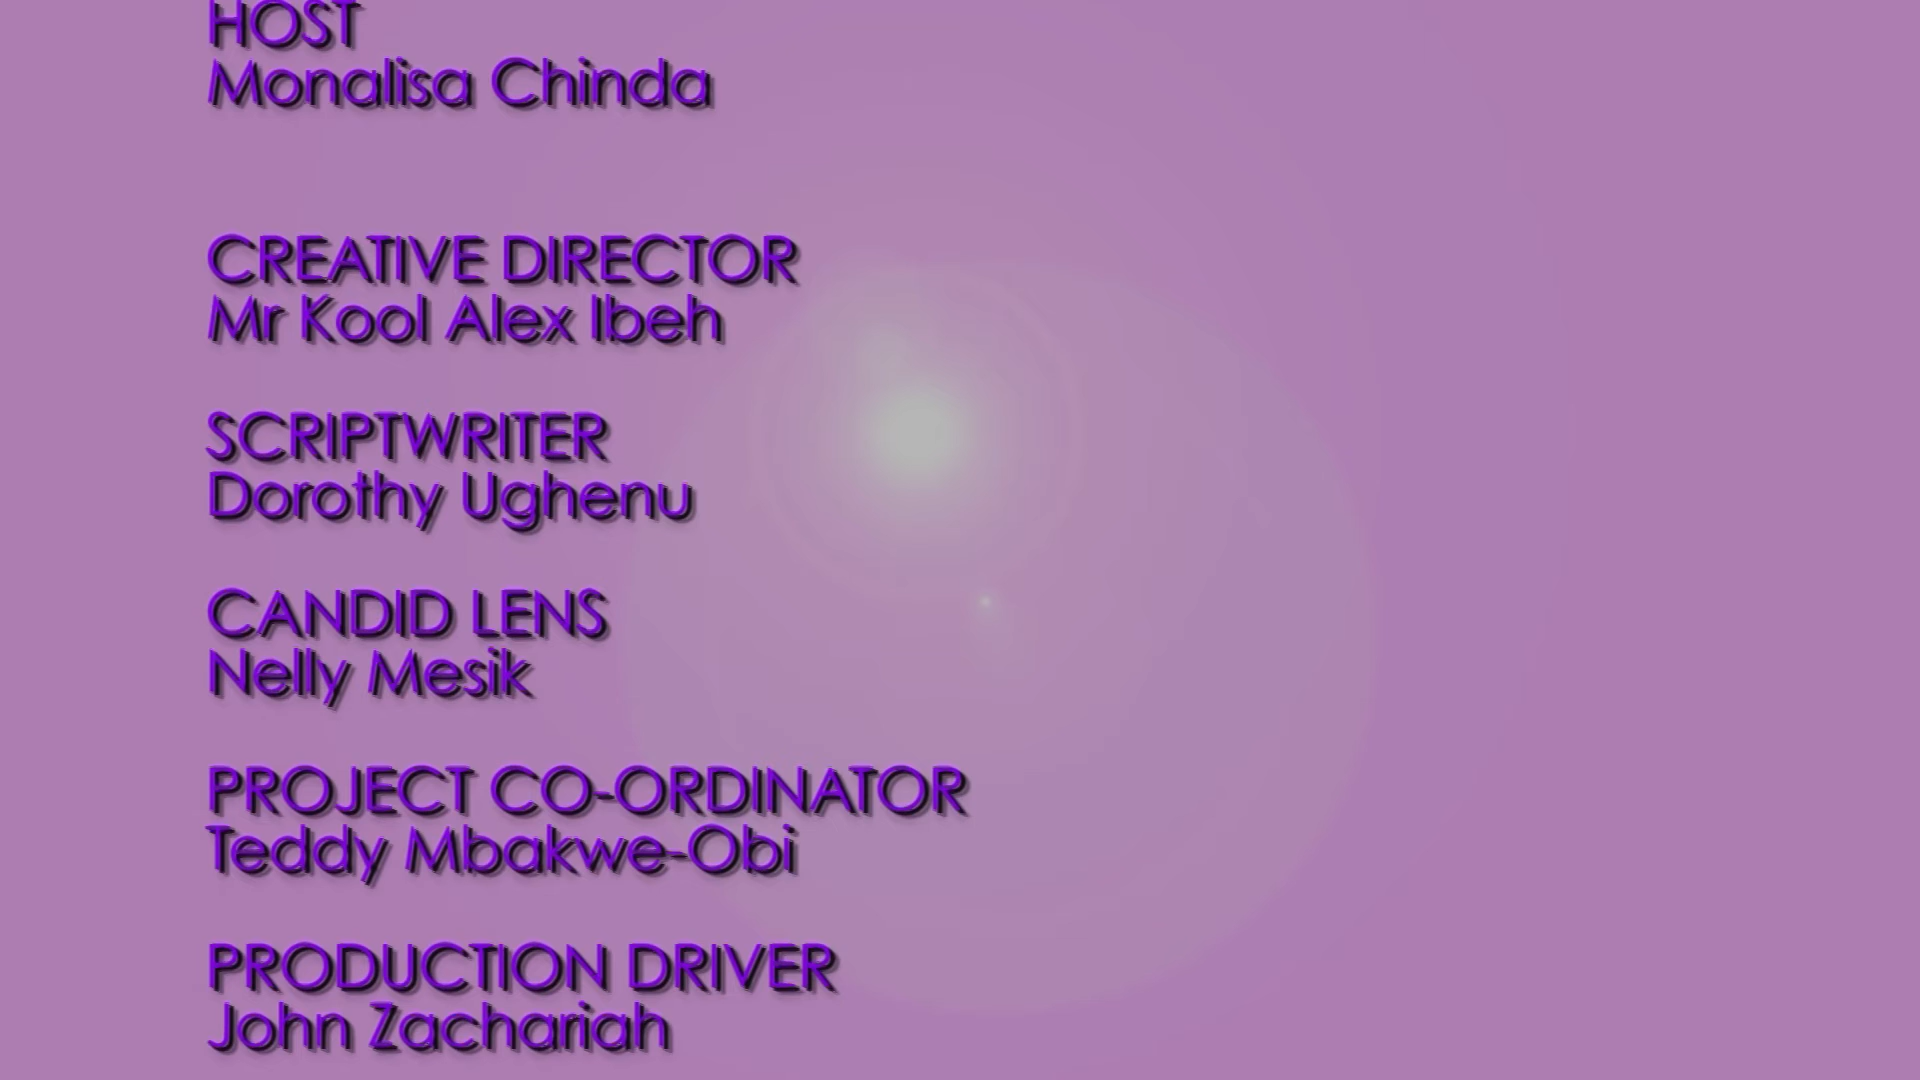 HOST
Monalisa Chinda
CREATIVE DIRECTOR
Mr Kool Alex Ibeh
SCRIPTWRITER
Dorothy Ughenu
CANDID LENS
Nelly Mesik
PROJECT CO-ORDINATOR
Teddy Mbakwe-Obi
PRODUCTION DRIVER
John Zachariah